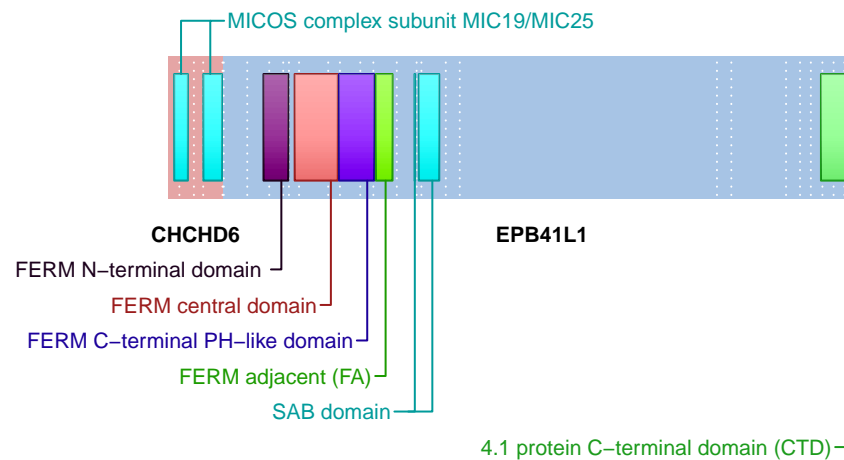 MICOS complex subunit MIC19/MIC25
CHCHD6 EPB41L1
FERM N−terminal domain
FERM central domain
FERM C−terminal PH−like domain
FERM adjacent (FA)
SAB domain
4.1 protein C−terminal domain (CTD)